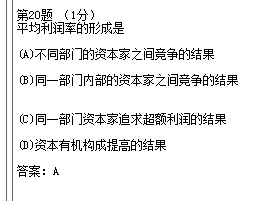 第20题 （1分）
平均利润率的形成是
(A)不同部门的资本家之间竞争的结果
(B)同一部门内部的资本家之间竞争的结果
(C)同一部门资本家追求超额利润的结果
(D)资本有机构成提高的结果
答案：A